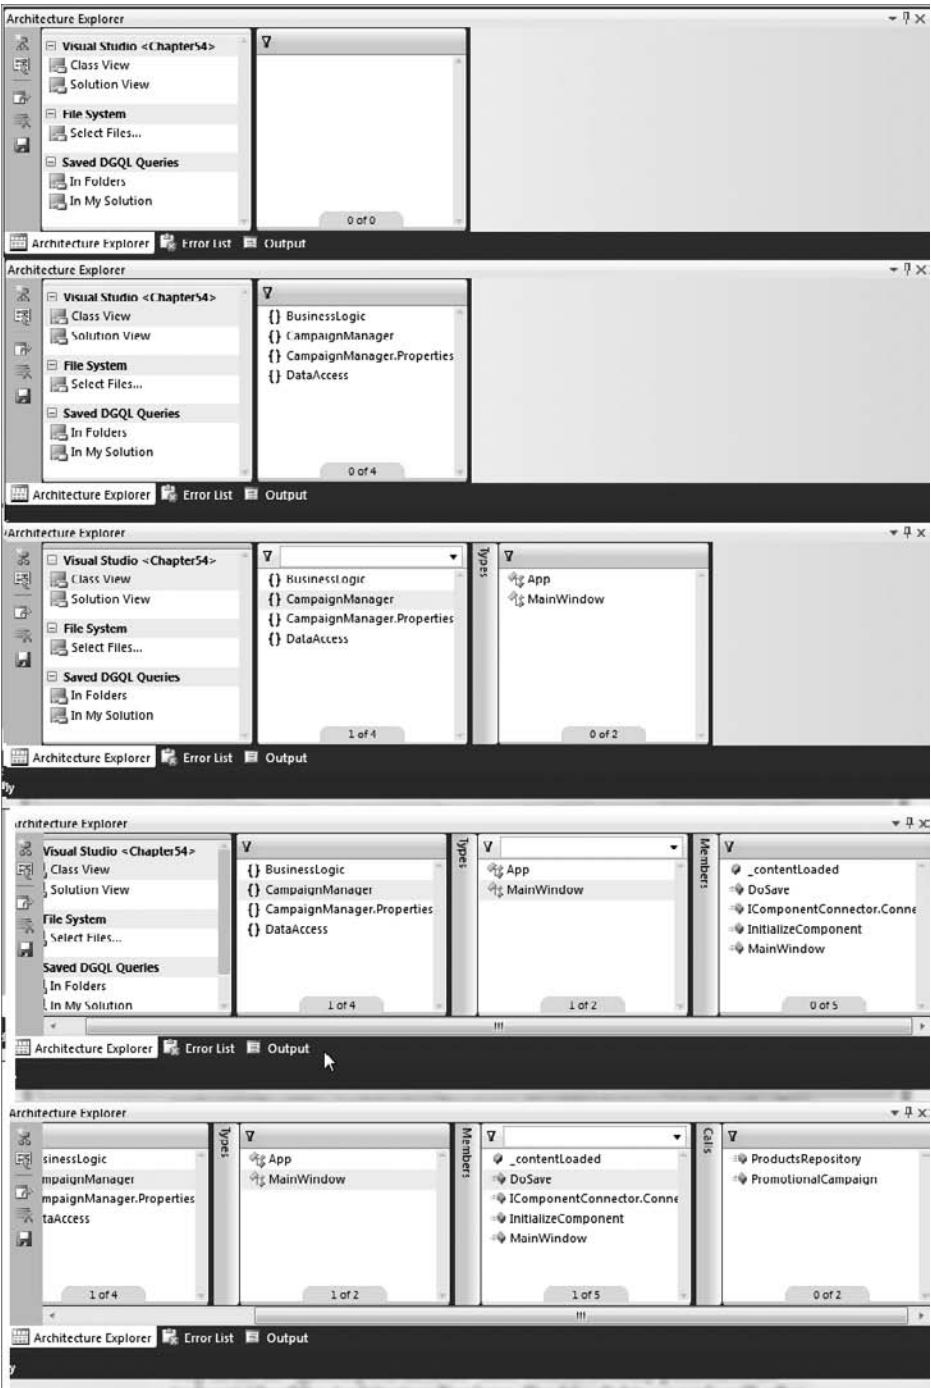 Architecture Explorer
Visual Studio <Chapter54>
Class View
Solution View
File System
Select Files...
Saved DGQL Queries
In Folders
In My Solution
0 of 0
Architecture Explorer Error List Output
Architecture Explorer
Visual Studio <Chapter54>
Class View
Solution View
File System
Select Files...
Saved DGQL Queries
In Folders
In My Solution
{} BusinessLogic
{} CampaignManager
{} CampaignManager.Properties
{} DataAccess
0 of 4
Architecture Explorer Error List Output
Architecture Explorer
Visual Studio <Chapter54>
Class View
Solution View
File System
Select Files...
Saved DGQL Queries
In Folders
In My Solution
{} BusinessLogic
{} CampaignManager
{} CampaignManager.Properties
{} DataAccess
1 of 4
Types
App
MainWindow
0 of 2
Architecture Explorer Error List Output
rchitecture Explorer
Visual Studio <Chapter54>
Class View
Solution View
File System
Select Files...
Saved DGQL Queries
In Folders
In My Solution
{} BusinessLogic
{} CampaignManager
{} CampaignManager.Properties
{} DataAccess
1 of 4
Types
App
MainWindow
1 of 2
Members
_contentLoaded
DoSave
IComponentConnector.Conne
InitializeComponent
MainWindow
0 of 5
Architecture Explorer Error List Output
Architecture Explorer
sinessLogic
mpaignManager
mpaignManager.Properties
taAccess
1 of 4
Types
App
MainWindow
1 of 2
Members
_contentLoaded
DoSave
IComponentConnector.Conne
InitializeComponent
MainWindow
1 of 5
Calls
ProductsRepository
PromotionalCampaign
0 of 2
Architecture Explorer Error List Output